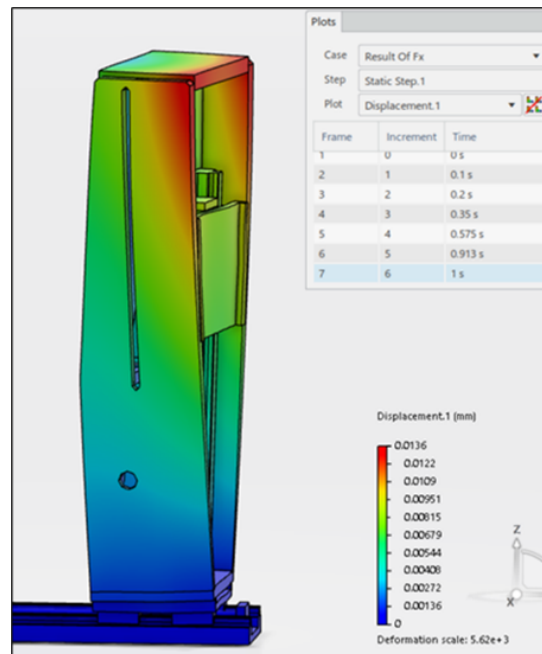 Plots
Case Result Of Fx
Step Static Step.1
Plot Displacement.1
Frame Increment Time
1 0 0 s
2 1 0.1 s
3 2 0.2 s
4 3 0.35 s
5 4 0.575 s
6 5 0.913 s
7 6 1 s
Displacement.1 (mm)
0.0136
0.0122
0.0109
0.00951
0.00815
0.00679
0.00544
0.00408
0.00272
0.00136
0
Z
X
Deformation scale: 5.62e+3